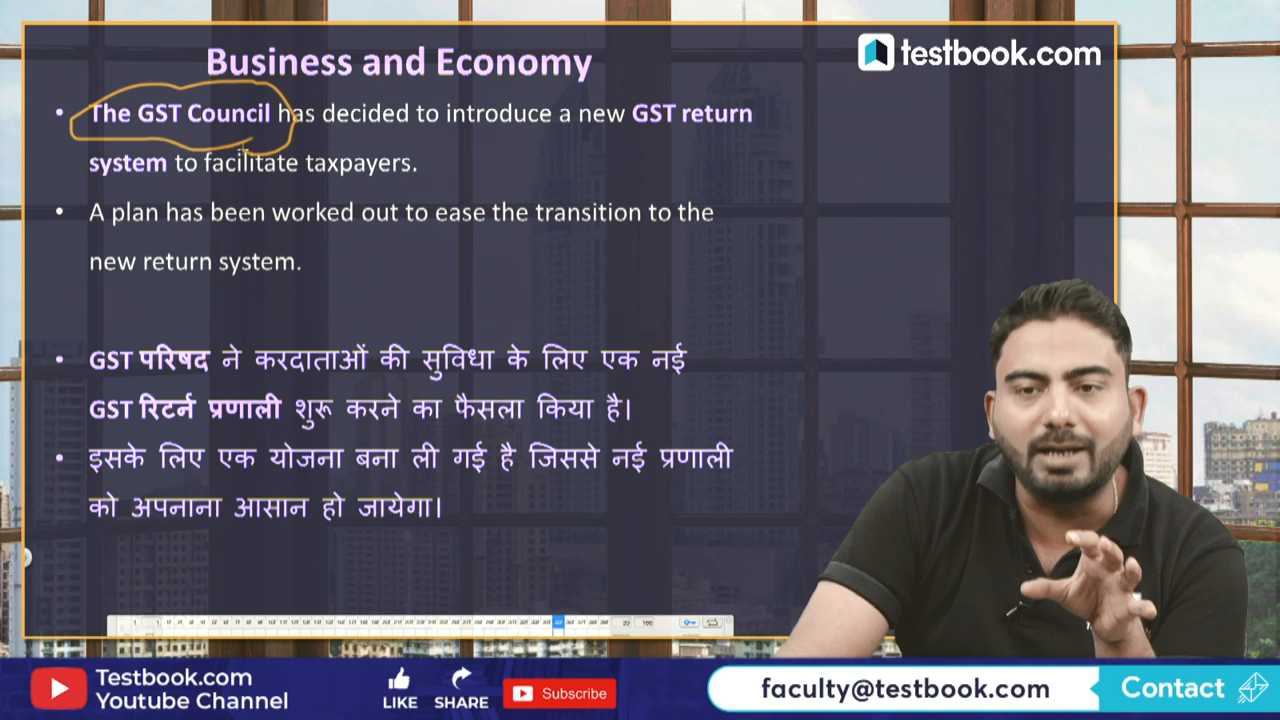 Business and Economy
testbook.com
• The GST Council has decided to introduce a new GST return
system to facilitate taxpayers.
• A plan has been worked out to ease the transition to the
new return system.
• GST परिषद ने करदाताओं की सुविधा के लिए एक नई
GST रिटर्न प्रणाली शुरू करने का फैसला किया है।
• इसके लिए एक योजना बना ली गई है जिससे नई प्रणाली
को अपनाना आसान हो जायेगा।
Testbook.com
Youtube Channel
LIKE
SHARE
Subscribe
faculty@testbook.com
Contact